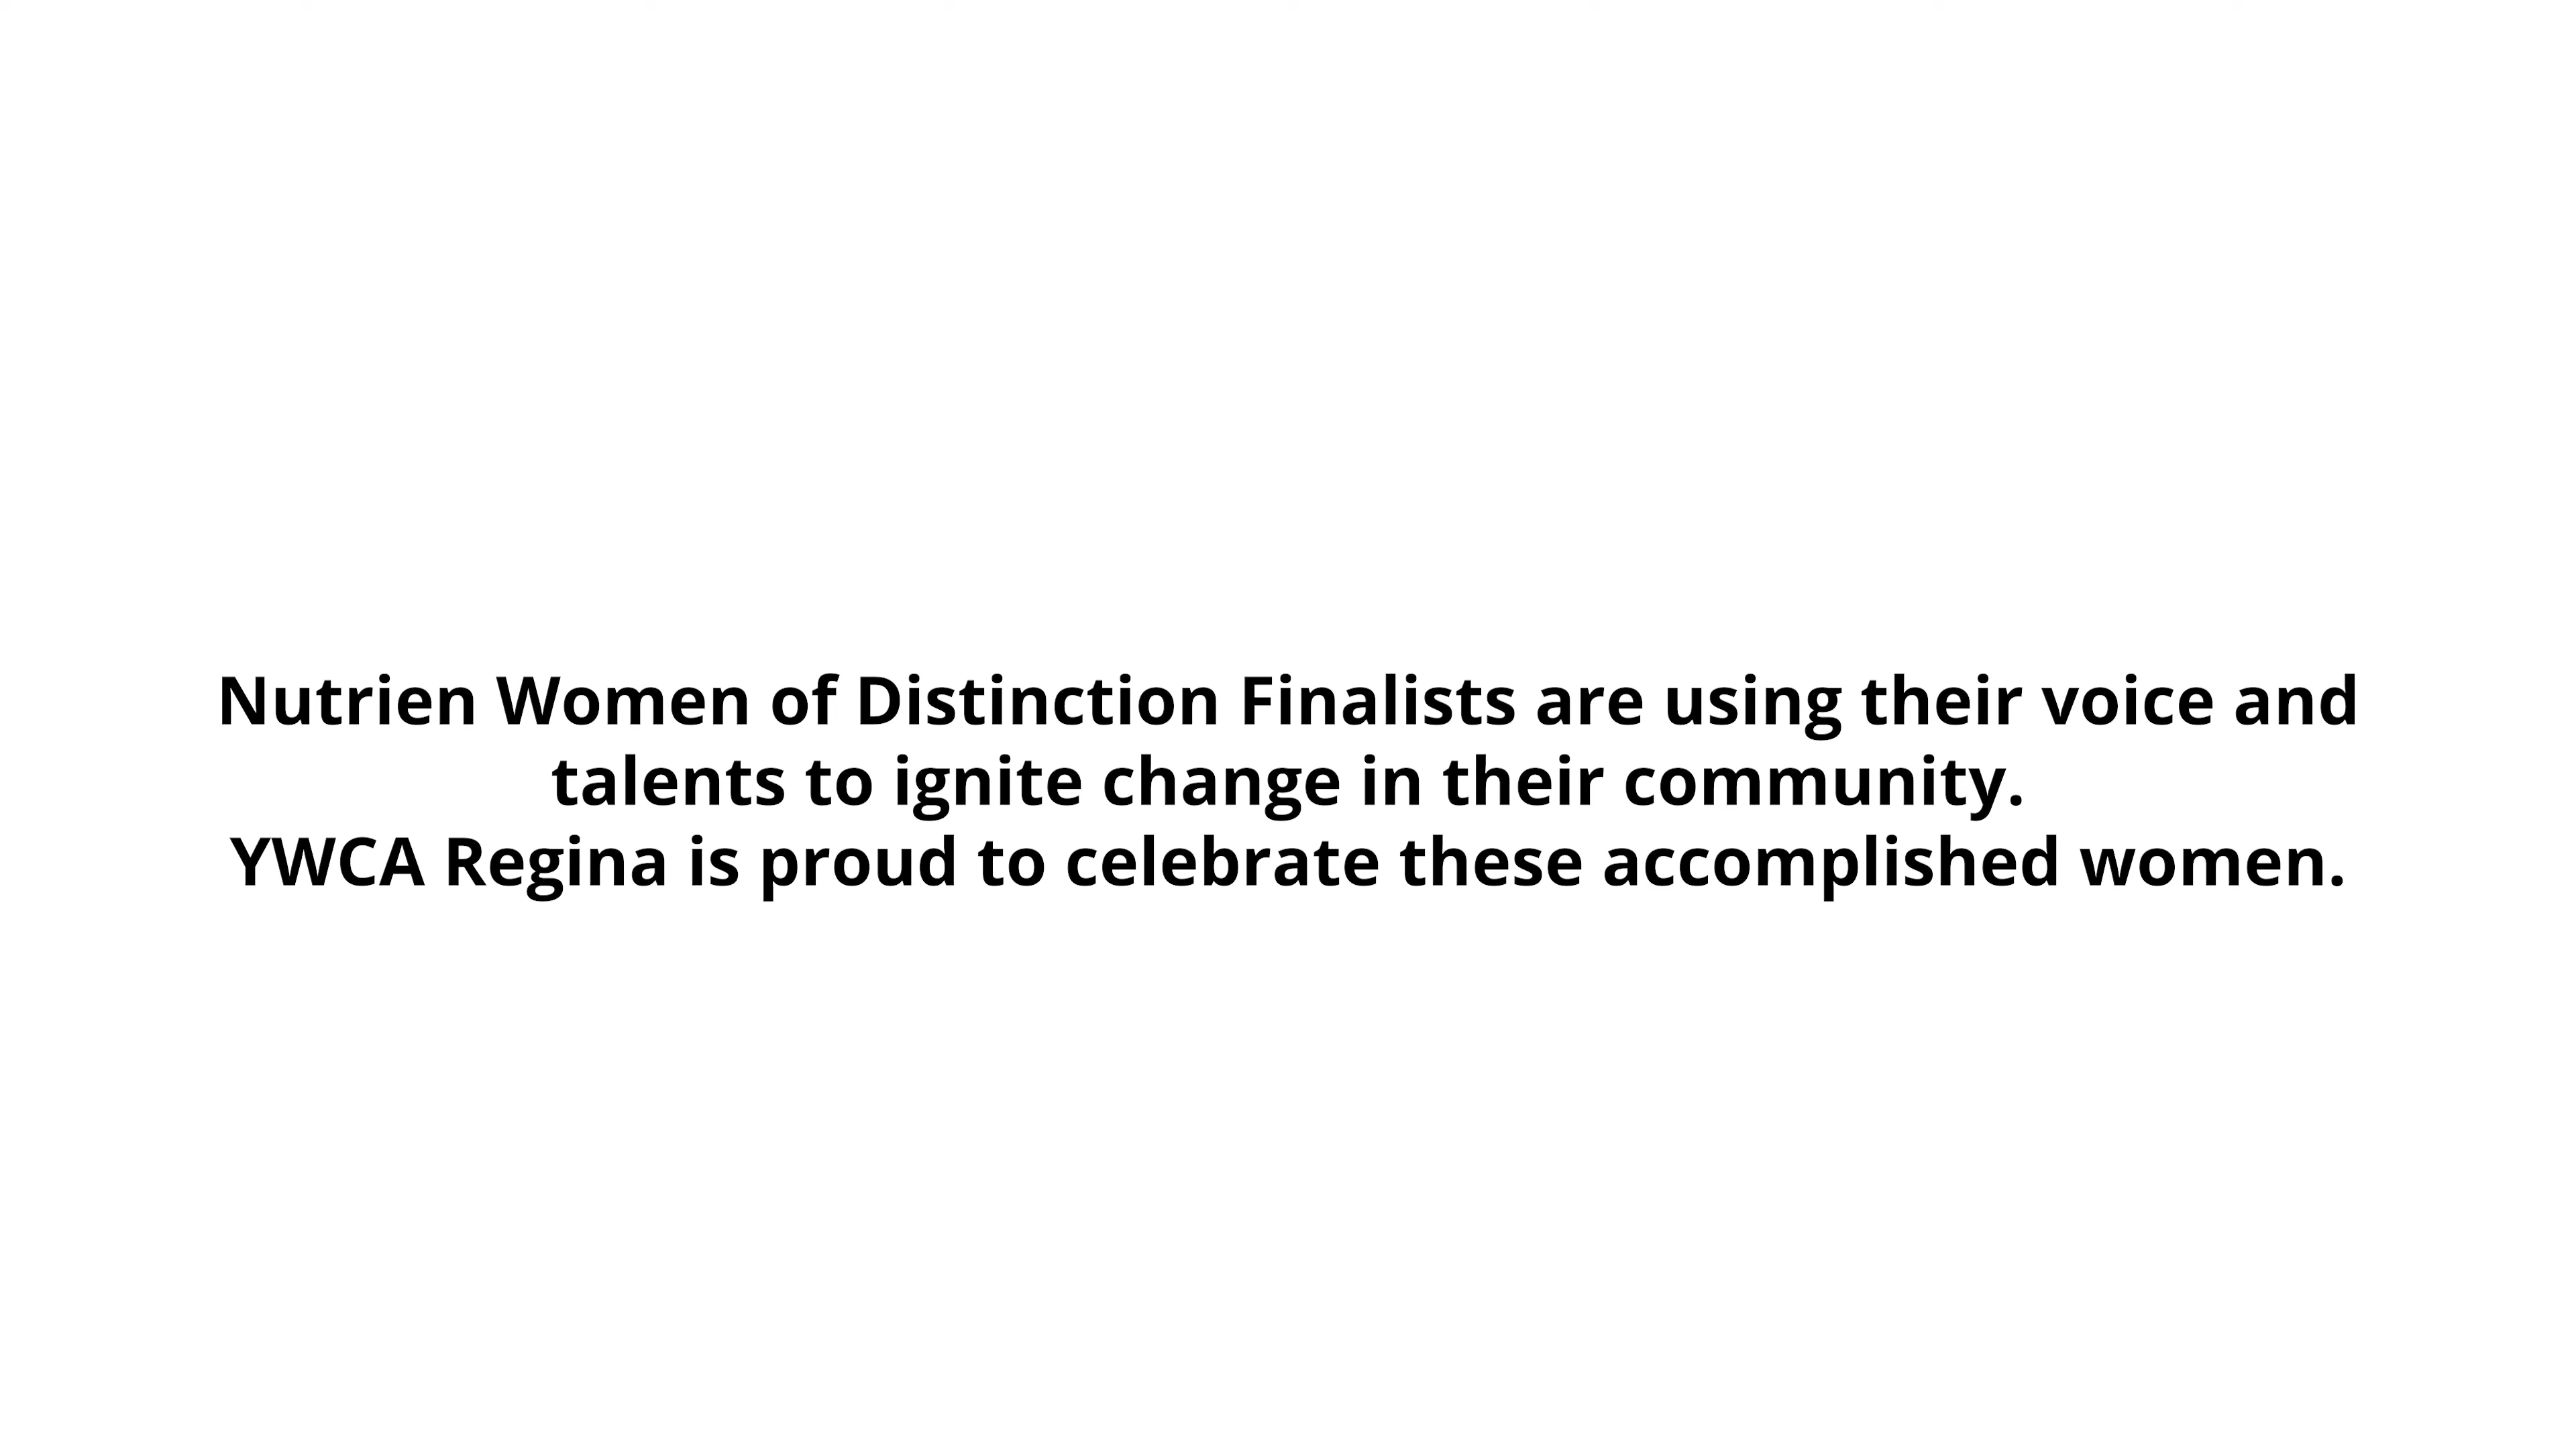 Nutrien Women of Distinction Finalists are using their voice and
talents to ignite change in their community.
YWCA Regina is proud to celebrate these accomplished women.